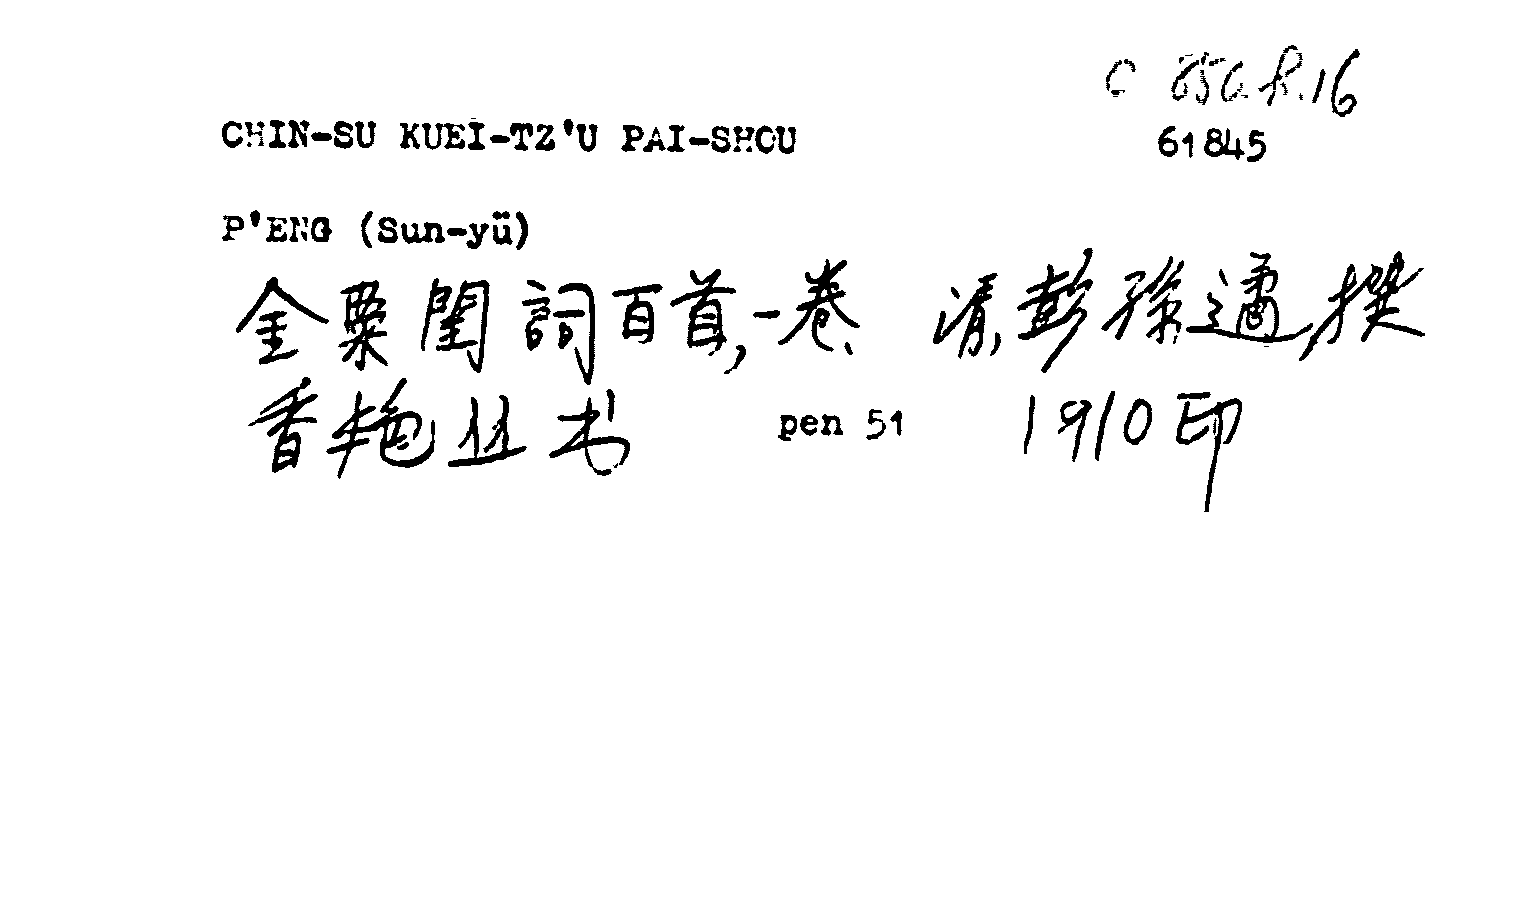 C 856.R.16
CHIN-SU KUEI-TZ'U PAI-SHOU
61845
P'ENG (Sun-yü)
金粟閨詞百首,一卷、 清,彭孫遹撰
香艳丛书 pen 51 1910印